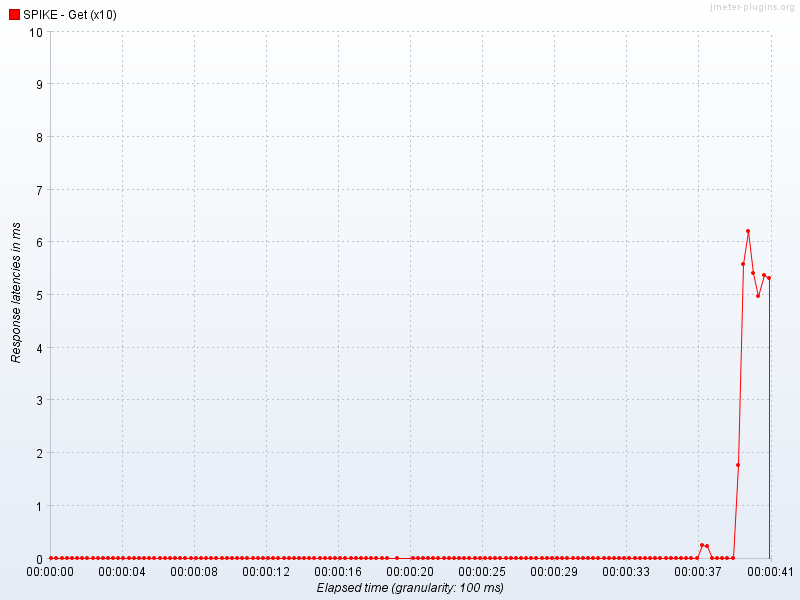 SPIKE - Get (x10)
jmeter-plugins.org
10
9
8
7
6
5
4
3
2
1
0
Response latencies in ms
00:00:00 00:00:04 00:00:08 00:00:12 00:00:16 00:00:20 00:00:25 00:00:29 00:00:33 00:00:37 00:00:41
Elapsed time (granularity: 100 ms)